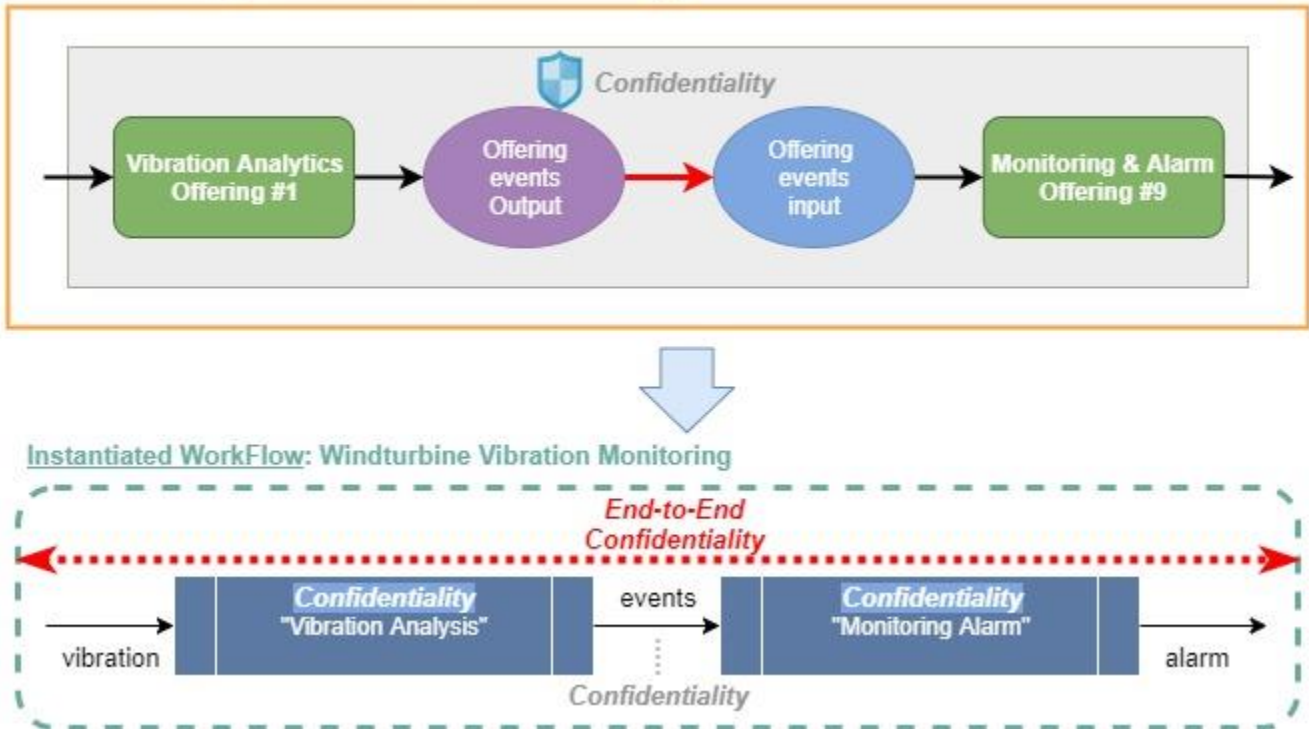 Confidentiality
Vibration Analytics
Offering #1
Offering
events
Output
Offering
events
input
Monitoring & Alarm
Offering #9
Instantiated WorkFlow: Windturbine Vibration Monitoring
End-to-End
Confidentiality
vibration
Confidentiality
"Vibration Analysis"
events
Confidentiality
Confidentiality
"Monitoring Alarm"
alarm